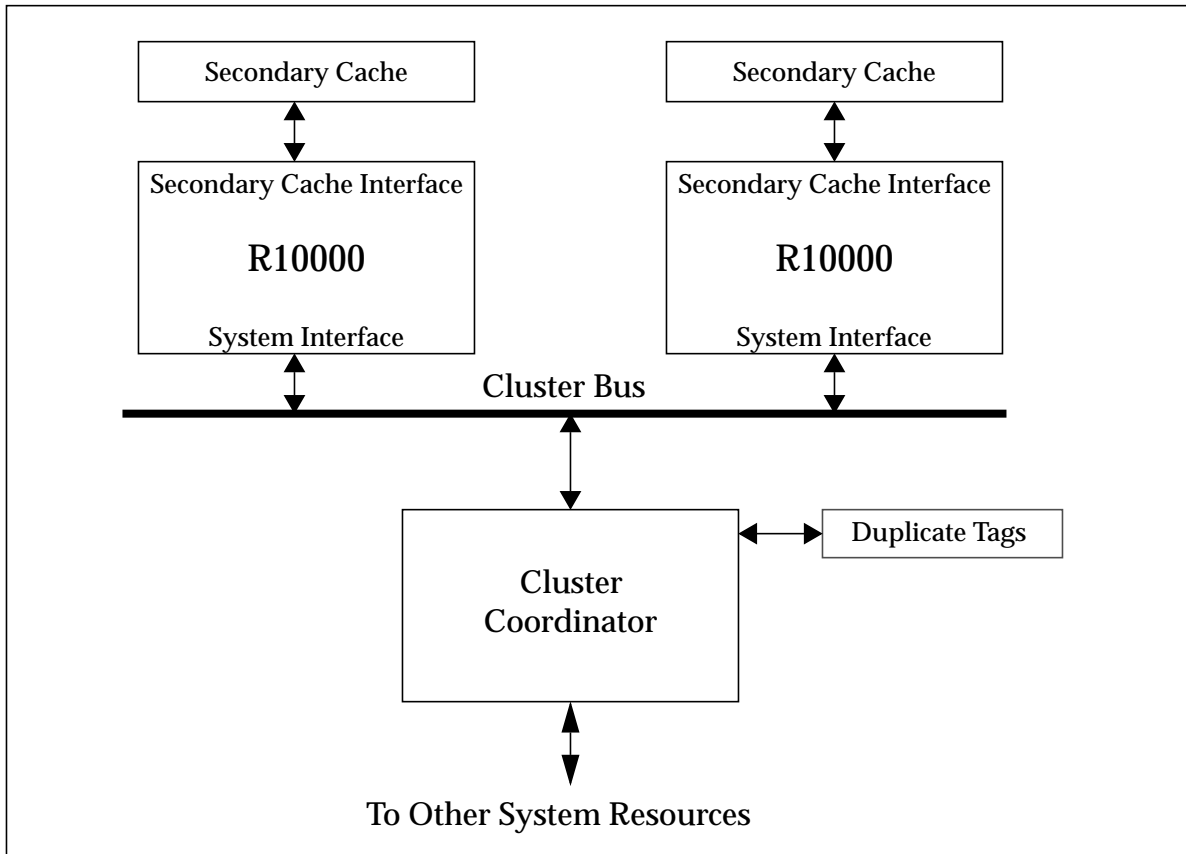 Secondary Cache
Secondary Cache
Secondary Cache Interface
Secondary Cache Interface
R10000
R10000
System Interface
System Interface
Cluster Bus
Duplicate Tags
Cluster
Coordinator
To Other System Resources